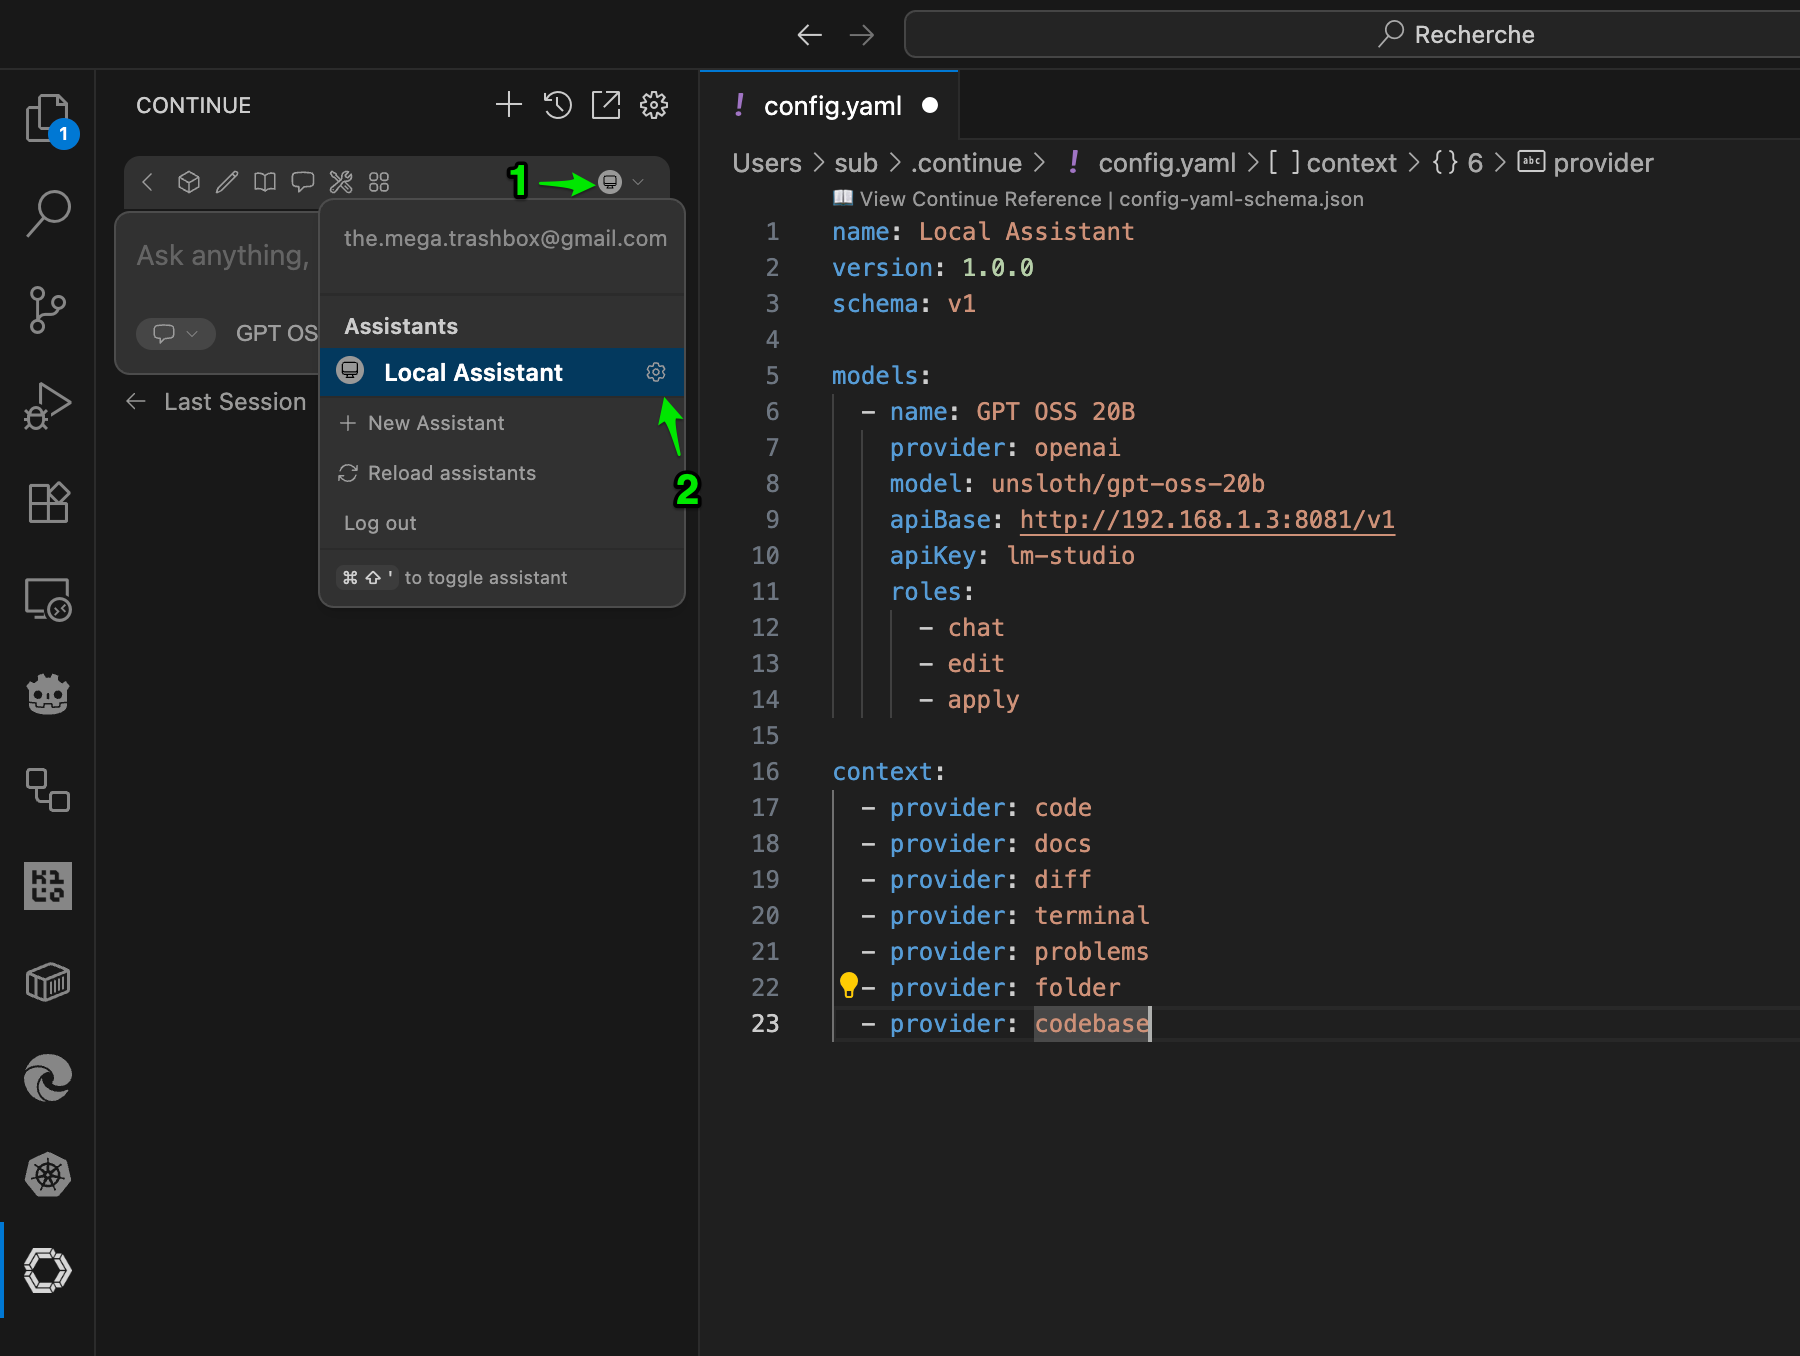 Recherche
1
CONTINUE
1
the.mega.trashbox@gmail.com
Ask anything,
GPT OS
Assistants
Local Assistant
New Assistant
Reload assistants
Log out
⌘ ⇧ ' to toggle assistant
2
Last Session
config.yaml
Users > sub > .continue > ! config.yaml > [ ] context > {} 6 > abc provider
View Continue Reference | config-yaml-schema.json
1 name: Local Assistant
2 version: 1.0.0
3 schema: v1
4
5 models:
6 - name: GPT OSS 20B
7 provider: openai
8 model: unsloth/gpt-oss-20b
9 apiBase: http://192.168.1.3:8081/v1
10 apiKey: lm-studio
11 roles:
12 - chat
13 - edit
14 - apply
15
16 context:
17 - provider: code
18 - provider: docs
19 - provider: diff
20 - provider: terminal
21 - provider: problems
22 - provider: folder
23 - provider: codebase